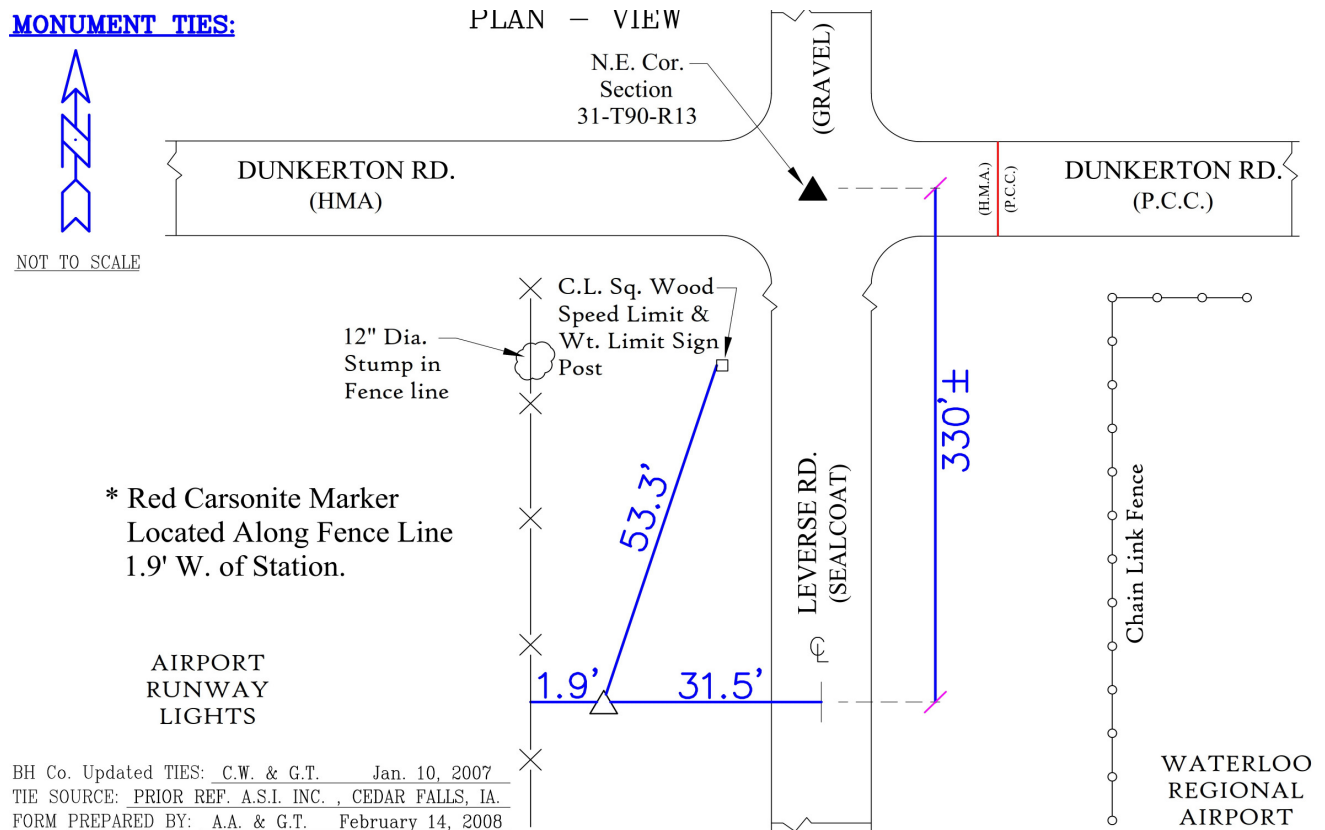 MONUMENT TIES:
PLAN - VIEW
N.E. Cor.
Section
31-T90-R13
(GRAVEL)
DUNKERTON RD.
(HMA)
(H.M.A.)
(P.C.C.)
DUNKERTON RD.
(P.C.C.)
NOT TO SCALE
C.L. Sq. Wood
Speed Limit &
Wt. Limit Sign
Post
12" Dia.
Stump in
Fence line
330'±
53.3'
* Red Carsonite Marker
Located Along Fence Line
1.9' W. of Station.
LEVERSE RD.
(SEALCOAT)
Chain Link Fence
℄
1.9'
31.5'
AIRPORT
RUNWAY
LIGHTS
BH Co. Updated TIES: C.W. & G.T. Jan. 10, 2007
TIE SOURCE: PRIOR REF. A.S.I. INC. , CEDAR FALLS, IA.
FORM PREPARED BY: A.A. & G.T. February 14, 2008
WATERLOO
REGIONAL
AIRPORT